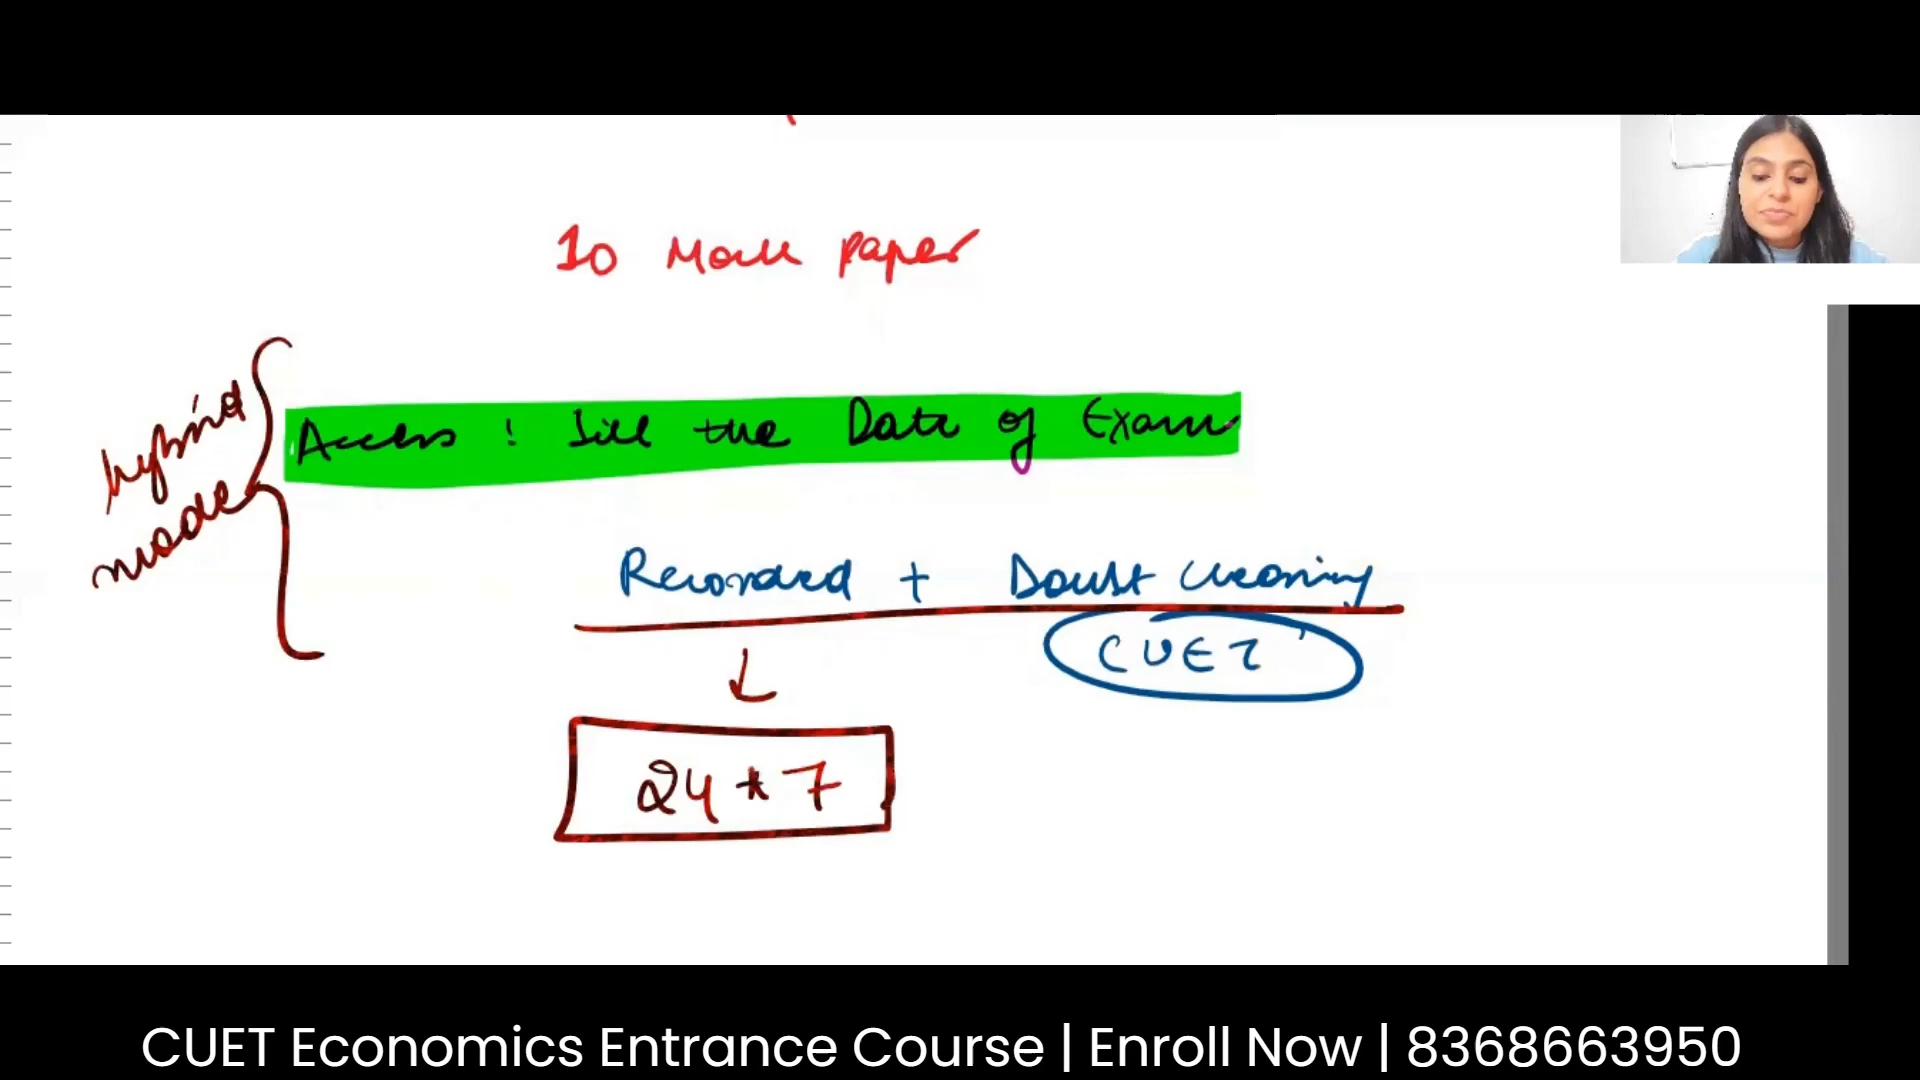 10 Mock paper
hybrid
mode
Access : Till the Date of Exam
Recorded + Doubt clearing
CUET
24 * 7
CUET Economics Entrance Course | Enroll Now | 8368663950